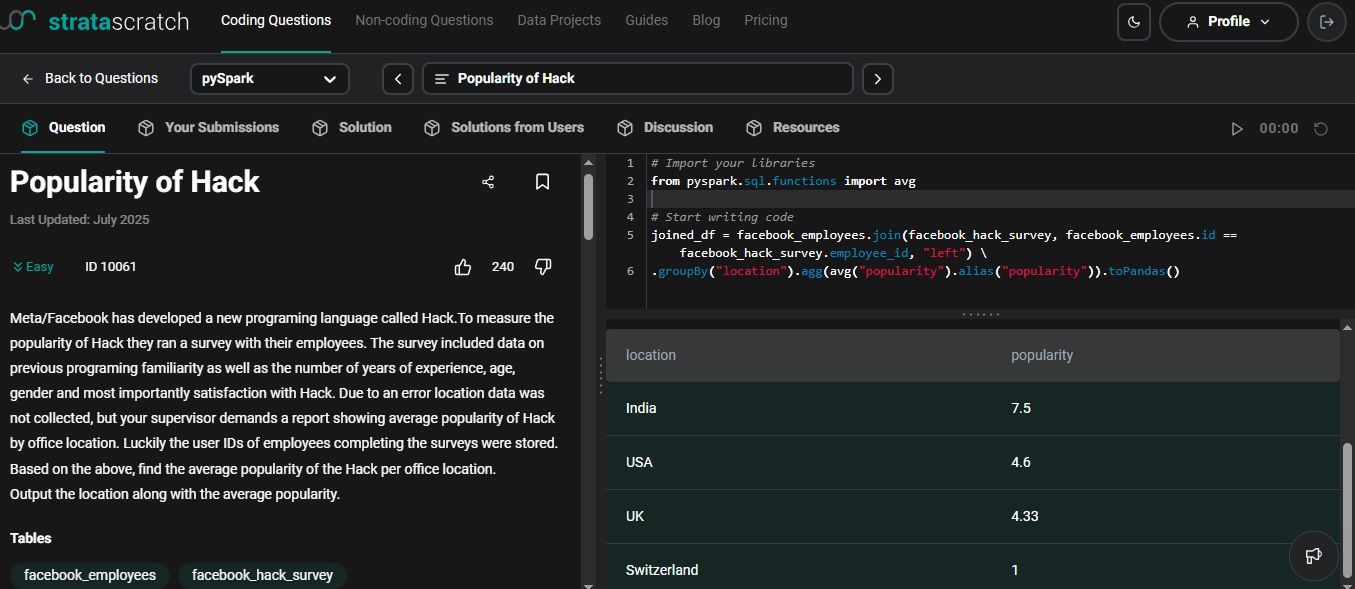 stratascratch
Coding Questions
Non-coding Questions
Data Projects
Guides
Blog
Pricing
Profile
Back to Questions
pySpark
Popularity of Hack
Question
Your Submissions
Solution
Solutions from Users
Discussion
Resources
00:00
Popularity of Hack
Last Updated: July 2025
Easy
ID 10061
240
Meta/Facebook has developed a new programing language called Hack.To measure the
popularity of Hack they ran a survey with their employees. The survey included data on
previous programing familiarity as well as the number of years of experience, age,
gender and most importantly satisfaction with Hack. Due to an error location data was
not collected, but your supervisor demands a report showing average popularity of Hack
by office location. Luckily the user IDs of employees completing the surveys were stored.
Based on the above, find the average popularity of the Hack per office location.
Output the location along with the average popularity.
Tables
facebook_employees
facebook_hack_survey
1 # Import your libraries
2 from pyspark.sql.functions import avg
3
4 # Start writing code
5 joined_df = facebook_employees.join(facebook_hack_survey, facebook_employees.id ==
facebook_hack_survey.employee_id, "left") \
6 .groupBy("location").agg(avg("popularity").alias("popularity")).toPandas()
location popularity
India 7.5
USA 4.6
UK 4.33
Switzerland 1